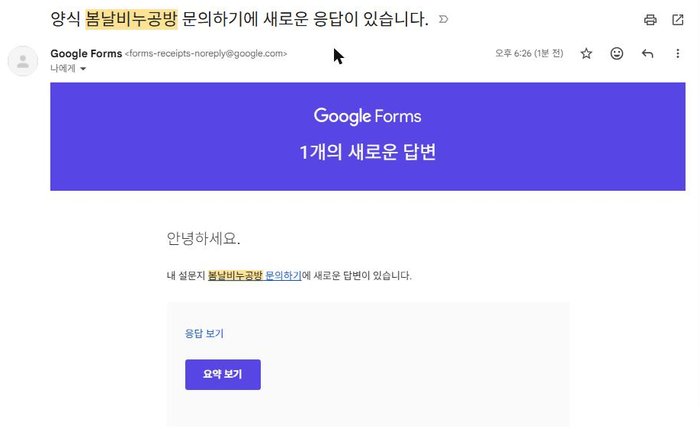 양식 봄날비누공방 문의하기에 새로운 응답이 있습니다.
Google Forms <forms-receipts-noreply@google.com>
오후 6:26 (1분 전)
나에게
Google Forms
1개의 새로운 답변
안녕하세요.
내 설문지 봄날비누공방 문의하기에 새로운 답변이 있습니다.
응답 보기
요약 보기